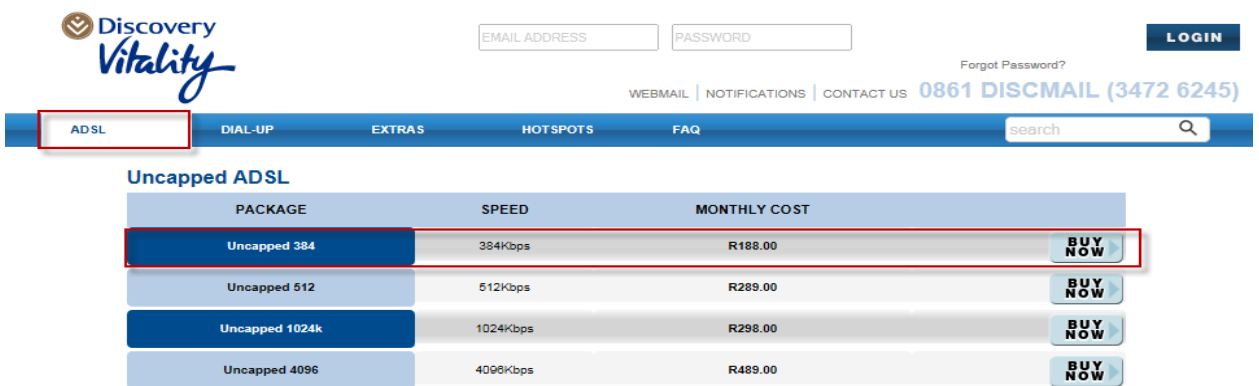 Discovery
Vitality
EMAIL ADDRESS PASSWORD LOGIN
Forgot Password?
WEBMAIL | NOTIFICATIONS | CONTACT US 0861 DISCMAIL (3472 6245)
ADSL DIAL-UP EXTRAS HOTSPOTS FAQ search
Uncapped ADSL
PACKAGE SPEED MONTHLY COST
Uncapped 384 384Kbps R188.00 BUY NOW
Uncapped 512 512Kbps R289.00 BUY NOW
Uncapped 1024k 1024Kbps R298.00 BUY NOW
Uncapped 4096 4096Kbps R489.00 BUY NOW